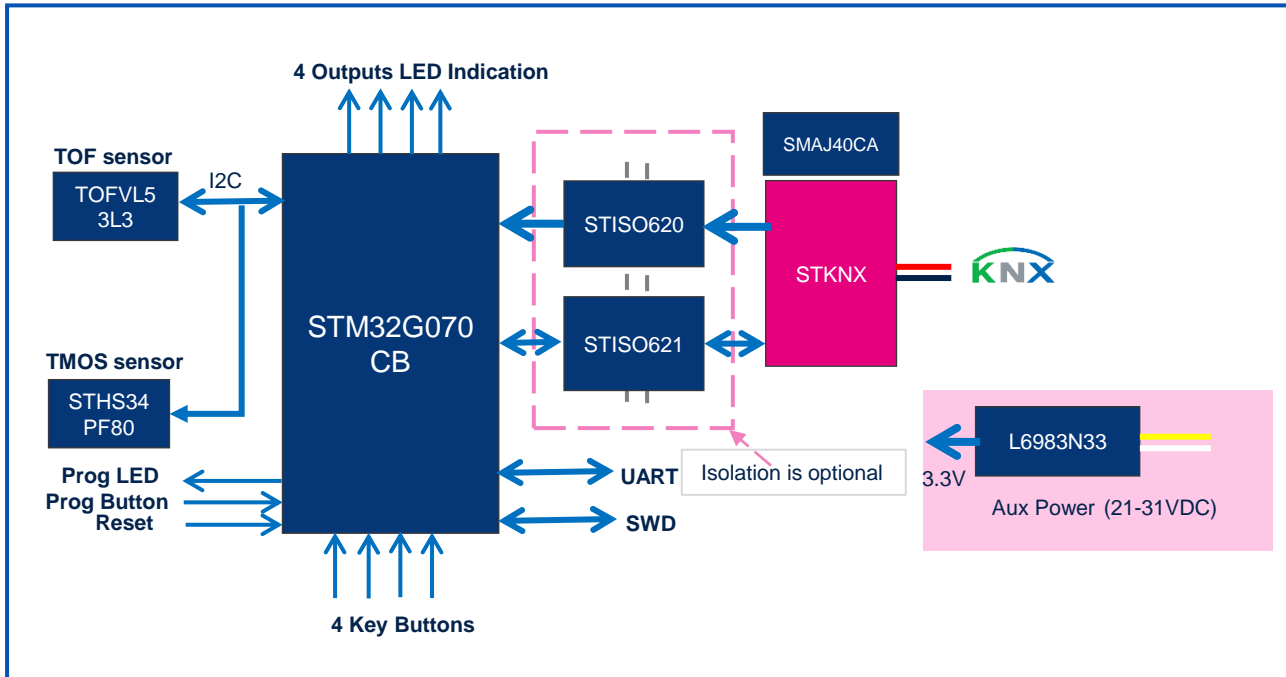 4 Outputs LED Indication
TOF sensor
TOFVL5
3L3
I2C
SMAJ40CA
STISO620
STKNX
KNX
STM32G070
CB
STISO621
TMOS sensor
STHS34
PF80
L6983N33
Isolation is optional
3.3V
Aux Power (21-31VDC)
Prog LED
Prog Button
Reset
UART
SWD
4 Key Buttons